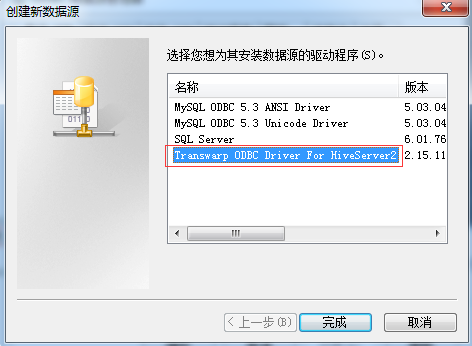 创建新数据源
选择您想为其安装数据源的驱动程序(S)。
名称 版本
MySQL ODBC 5.3 ANSI Driver 5.03.04
MySQL ODBC 5.3 Unicode Driver 5.03.04
SQL Server 6.01.76
Transwarp ODBC Driver For HiveServer2 2.15.11
< 上一步(B) 完成 取消